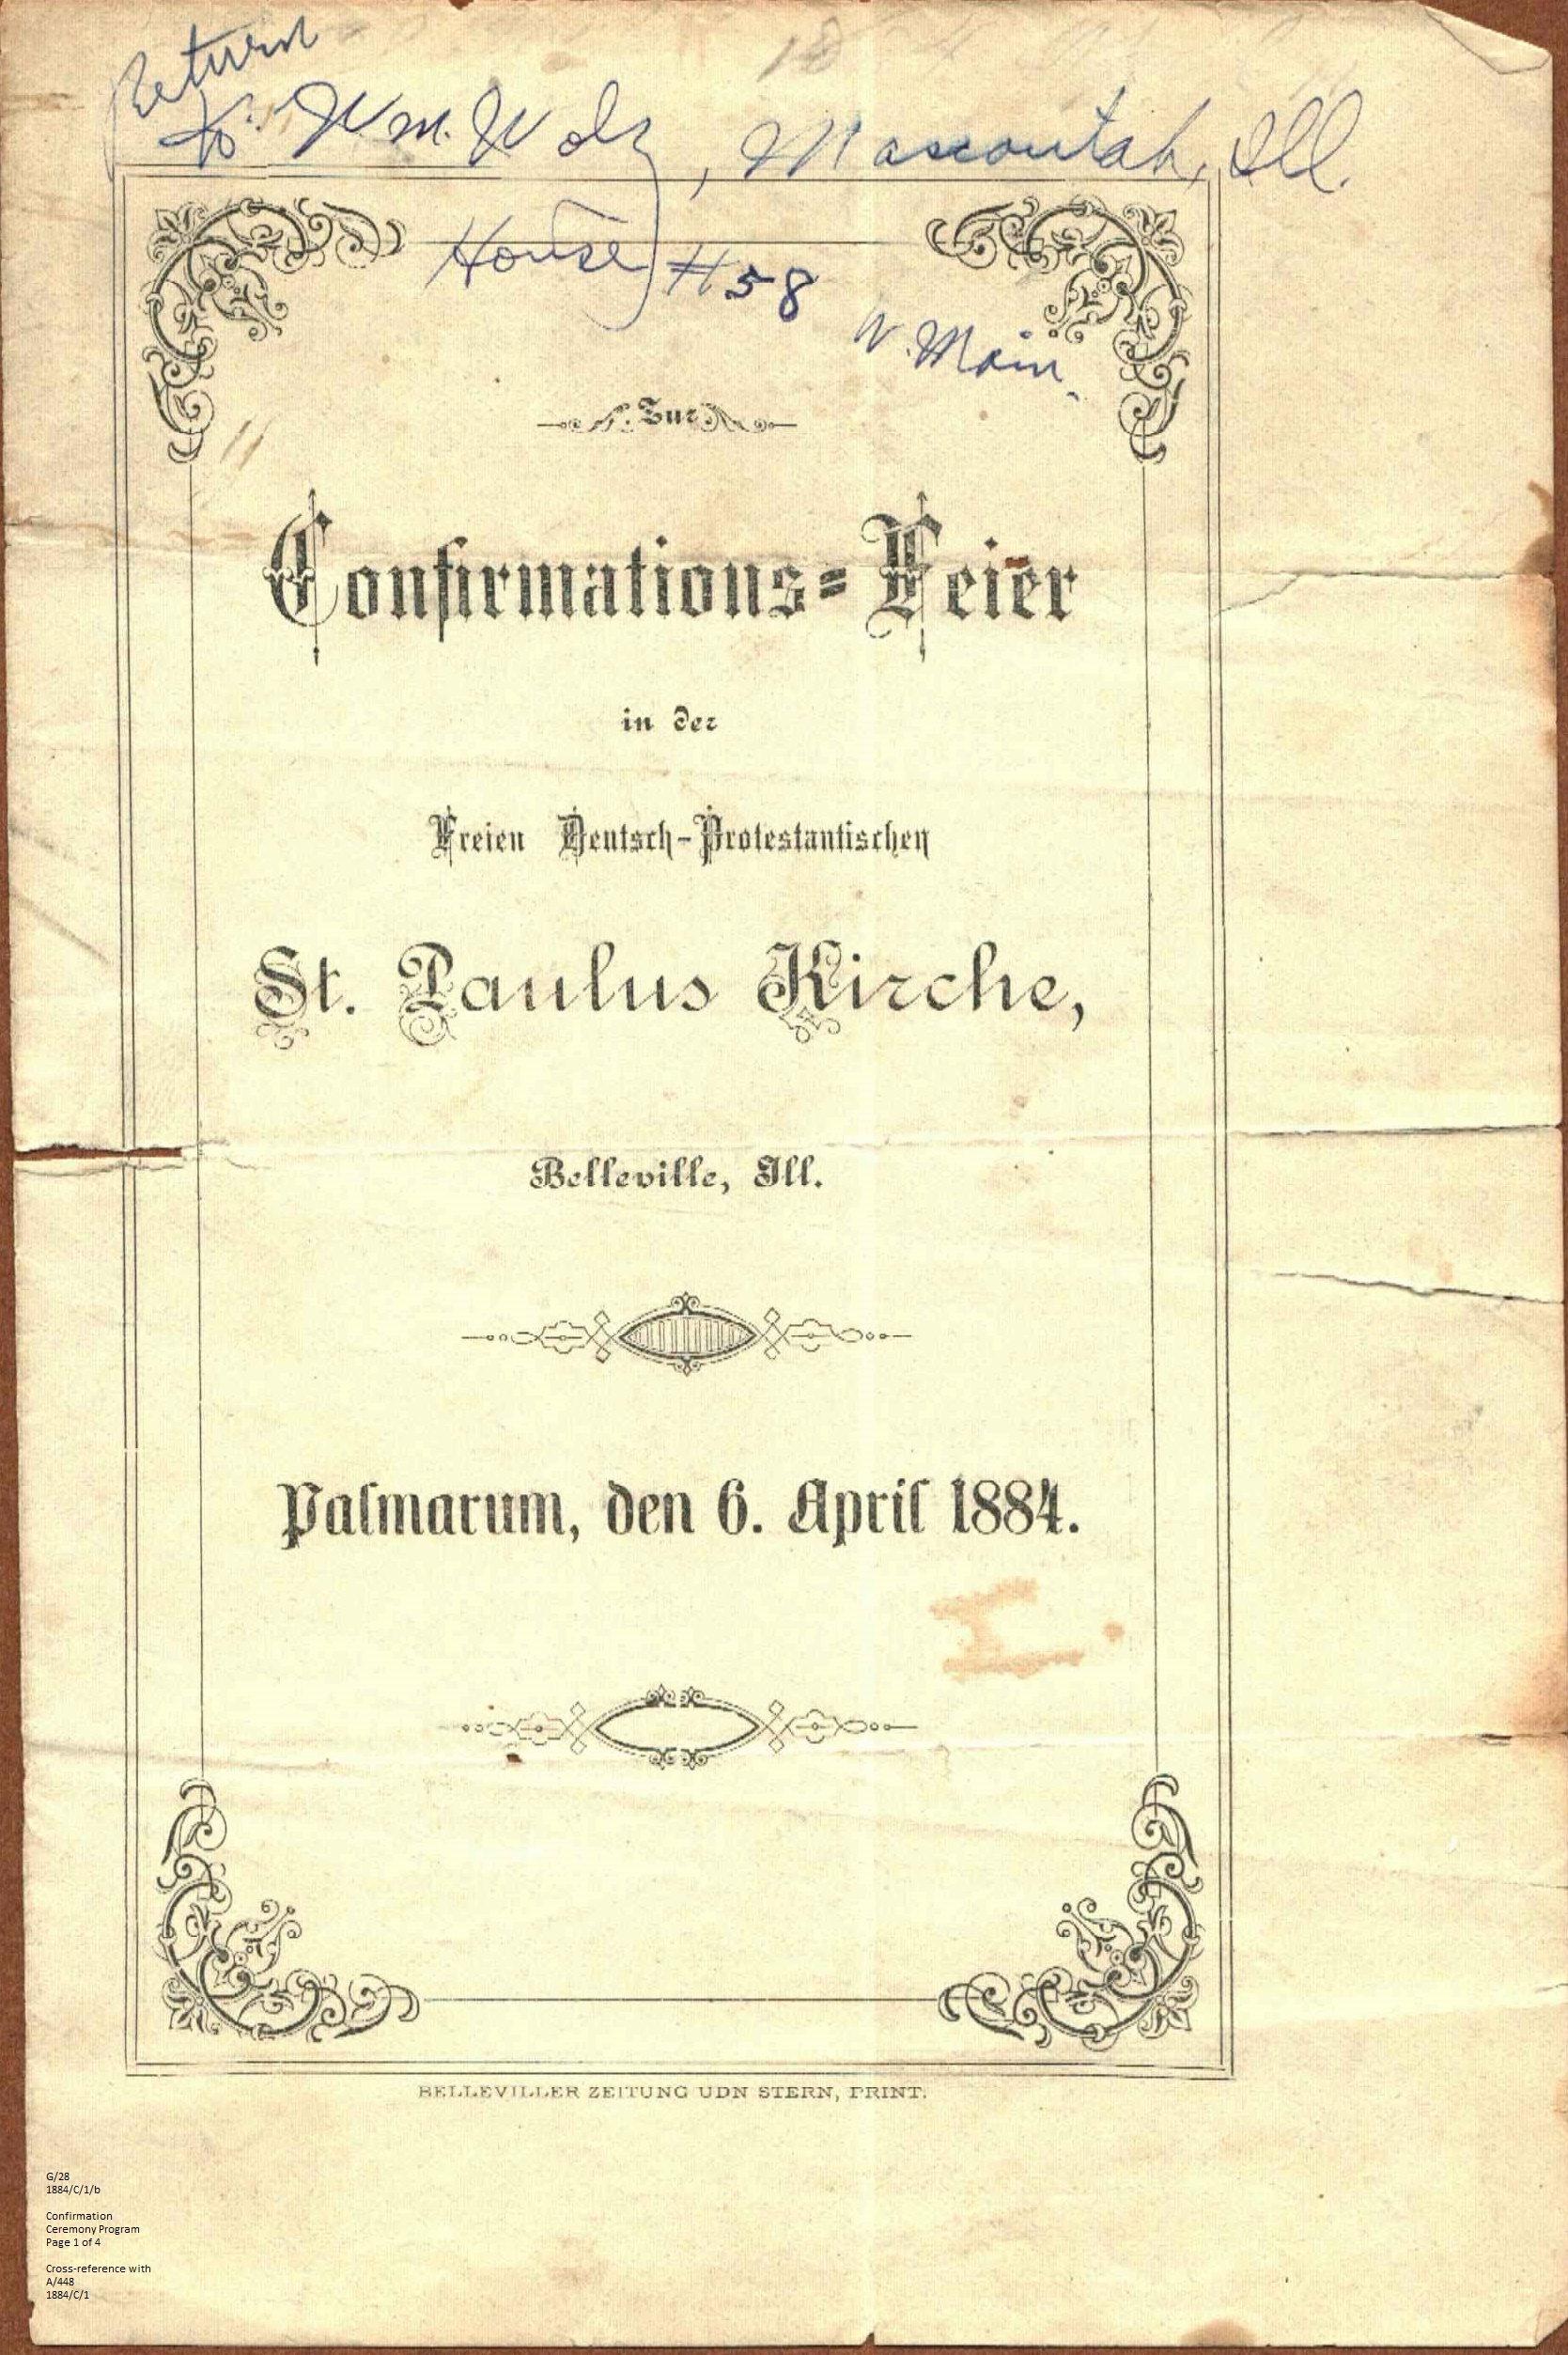 Return
to: Wm. Wolz, Mascoutah, Ill.
House #58
W. Main.
Zur
Confirmations-Feier
in der
Freien Deutsch-Protestantischen
St. Paulus Kirche,
Belleville, Ill.
Palmarum, den 6. April 1884.
BELLEVILLER ZEITUNG UDN STERN, PRINT.
G/28
1884/C/1/b
Confirmation
Ceremony Program
Page 1 of 4
Cross-reference with
A/448
1884/C/1